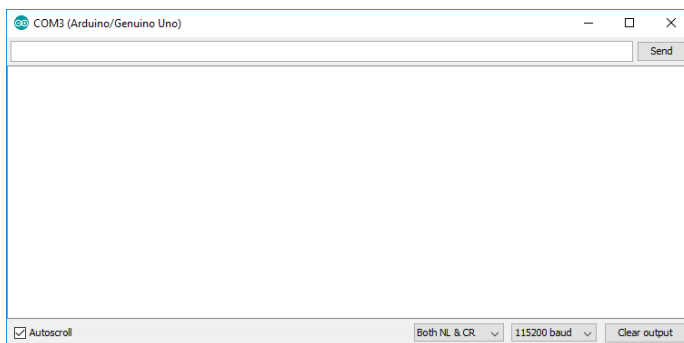 COM3 (Arduino/Genuino Uno)
Send
Autoscroll
Both NL & CR
115200 baud
Clear output